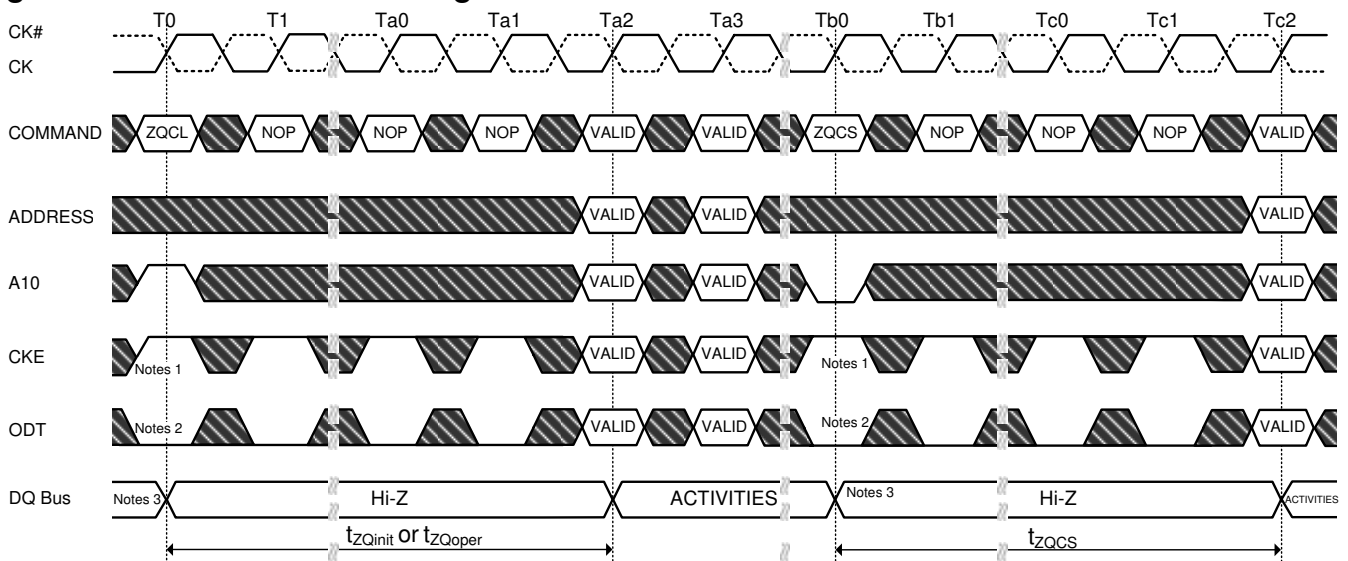 T0 T1 Ta0 Ta1 Ta2 Ta3 Tb0 Tb1 Tc0 Tc1 Tc2
CK#
CK
COMMAND ZQCL NOP NOP NOP VALID VALID ZQCS NOP NOP NOP VALID
ADDRESS VALID VALID VALID
A10 VALID VALID VALID
CKE Notes 1 VALID VALID Notes 1 VALID
ODT Notes 2 VALID VALID Notes 2 VALID
DQ Bus Notes 3 Hi-Z ACTIVITIES Notes 3 Hi-Z ACTIVITIES
tZQinit or tZQoper tZQCS